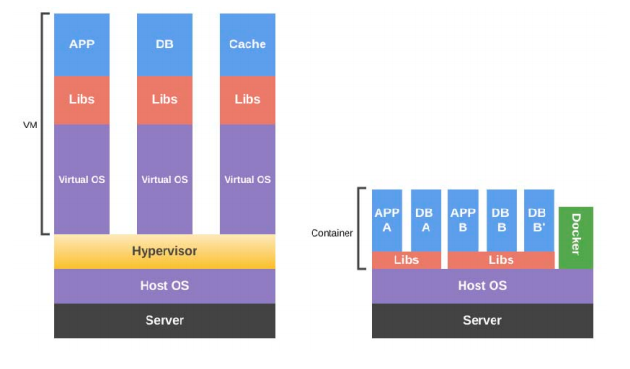 APP
DB
Cache
Libs
Libs
Libs
VM
Virtual OS
Virtual OS
Virtual OS
Hypervisor
Host OS
Server
Container
APP
A
DB
A
APP
B
DB
B
DB
B'
Docker
Libs
Libs
Host OS
Server